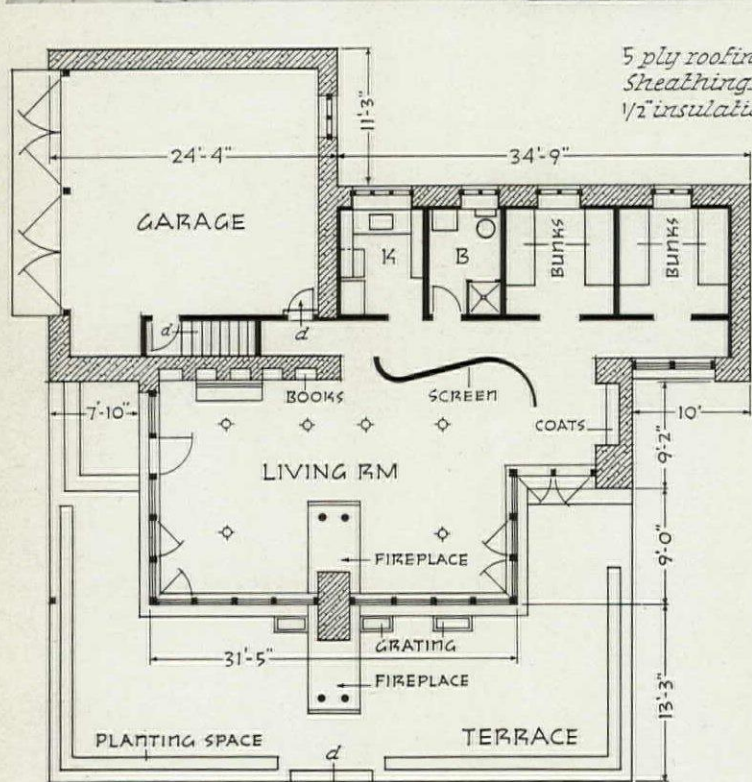 5 ply roofin
Sheathing
1/2" insulati
11'-3"
24'-4"
34'-9"
GARAGE
K
B
BUNKS
BUNKS
d
d
BOOKS
SCREEN
7'-10"
COATS
10'
9'-2"
LIVING RM
FIREPLACE
9'-0"
GRATING
31'-5"
FIREPLACE
13'-3"
PLANTING SPACE
d
TERRACE